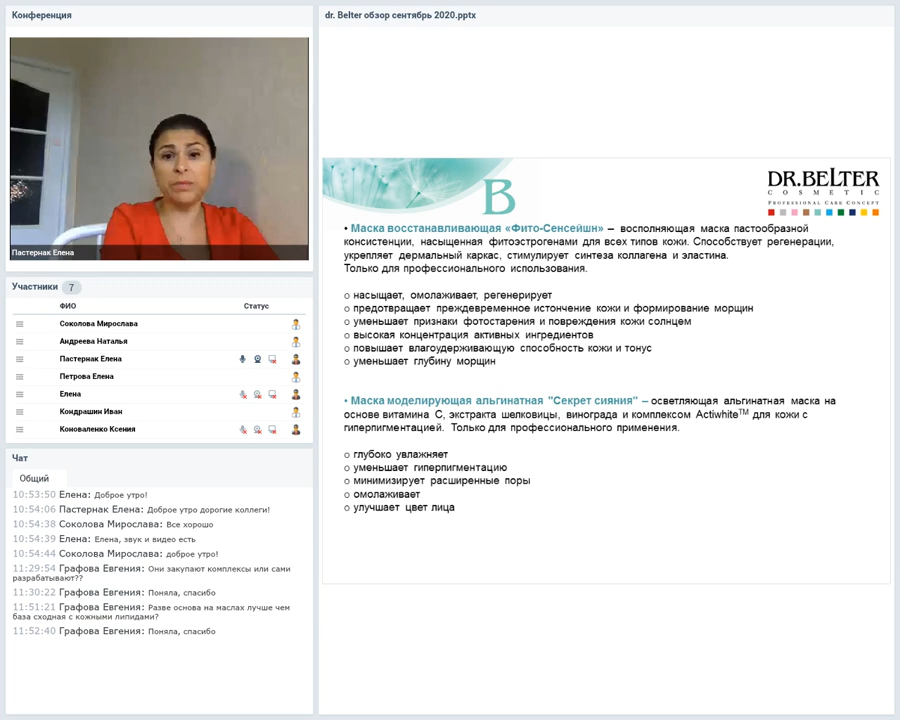 Конференция
Пастернак Елена
Участники 7
ФИО Статус
Соколова Мирослава
Андреева Наталья
Пастернак Елена
Петрова Елена
Елена
Кондрашин Иван
Коноваленко Ксения
Чат
Общий
10:53:50 Елена: Доброе утро!
10:54:06 Пастернак Елена: Доброе утро дорогие коллеги!
10:54:38 Соколова Мирослава: Все хорошо
10:54:39 Елена: Елена, звук и видео есть
10:54:44 Соколова Мирослава: доброе утро!
11:29:54 Графова Евгения: Они закупают комплексы или сами
разрабатывают??
11:30:22 Графова Евгения: Поняла, спасибо
11:51:21 Графова Евгения: Разве основа на маслах лучше чем
база сходная с кожными липидами?
11:52:40 Графова Евгения: Поняла, спасибо
dr. Belter обзор сентябрь 2020.pptx
B
DR.BELTER
COSMETIC
PROFESSIONAL CARE CONCEPT
• Маска восстанавливающая «Фито-Сенсейшн» – восполняющая маска пастообразной
консистенции, насыщенная фитоэстрогенами для всех типов кожи. Способствует регенерации,
укрепляет дермальный каркас, стимулирует синтеза коллагена и эластина.
Только для профессионального использования.
o насыщает, омолаживает, регенерирует
o предотвращает преждевременное истончение кожи и формирование морщин
o уменьшает признаки фотостарения и повреждения кожи солнцем
o высокая концентрация активных ингредиентов
o повышает влагоудерживающую способность кожи и тонус
o уменьшает глубину морщин
• Маска моделирующая альгинатная "Секрет сияния" – осветляющая альгинатная маска на
основе витамина С, экстракта шелковицы, винограда и комплексом Actiwhite™ для кожи с
гиперпигментацией. Только для профессионального применения.
o глубоко увлажняет
o уменьшает гиперпигментацию
o минимизирует расширенные поры
o омолаживает
o улучшает цвет лица